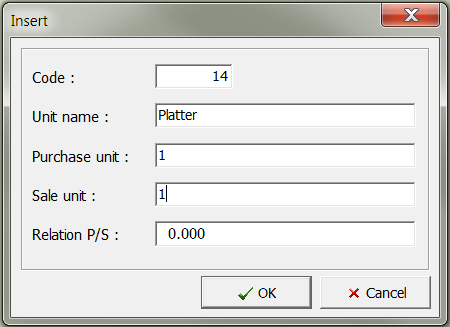 Insert
Code : 14
Unit name : Platter
Purchase unit : 1
Sale unit : 1
Relation P/S : 0.000
OK Cancel